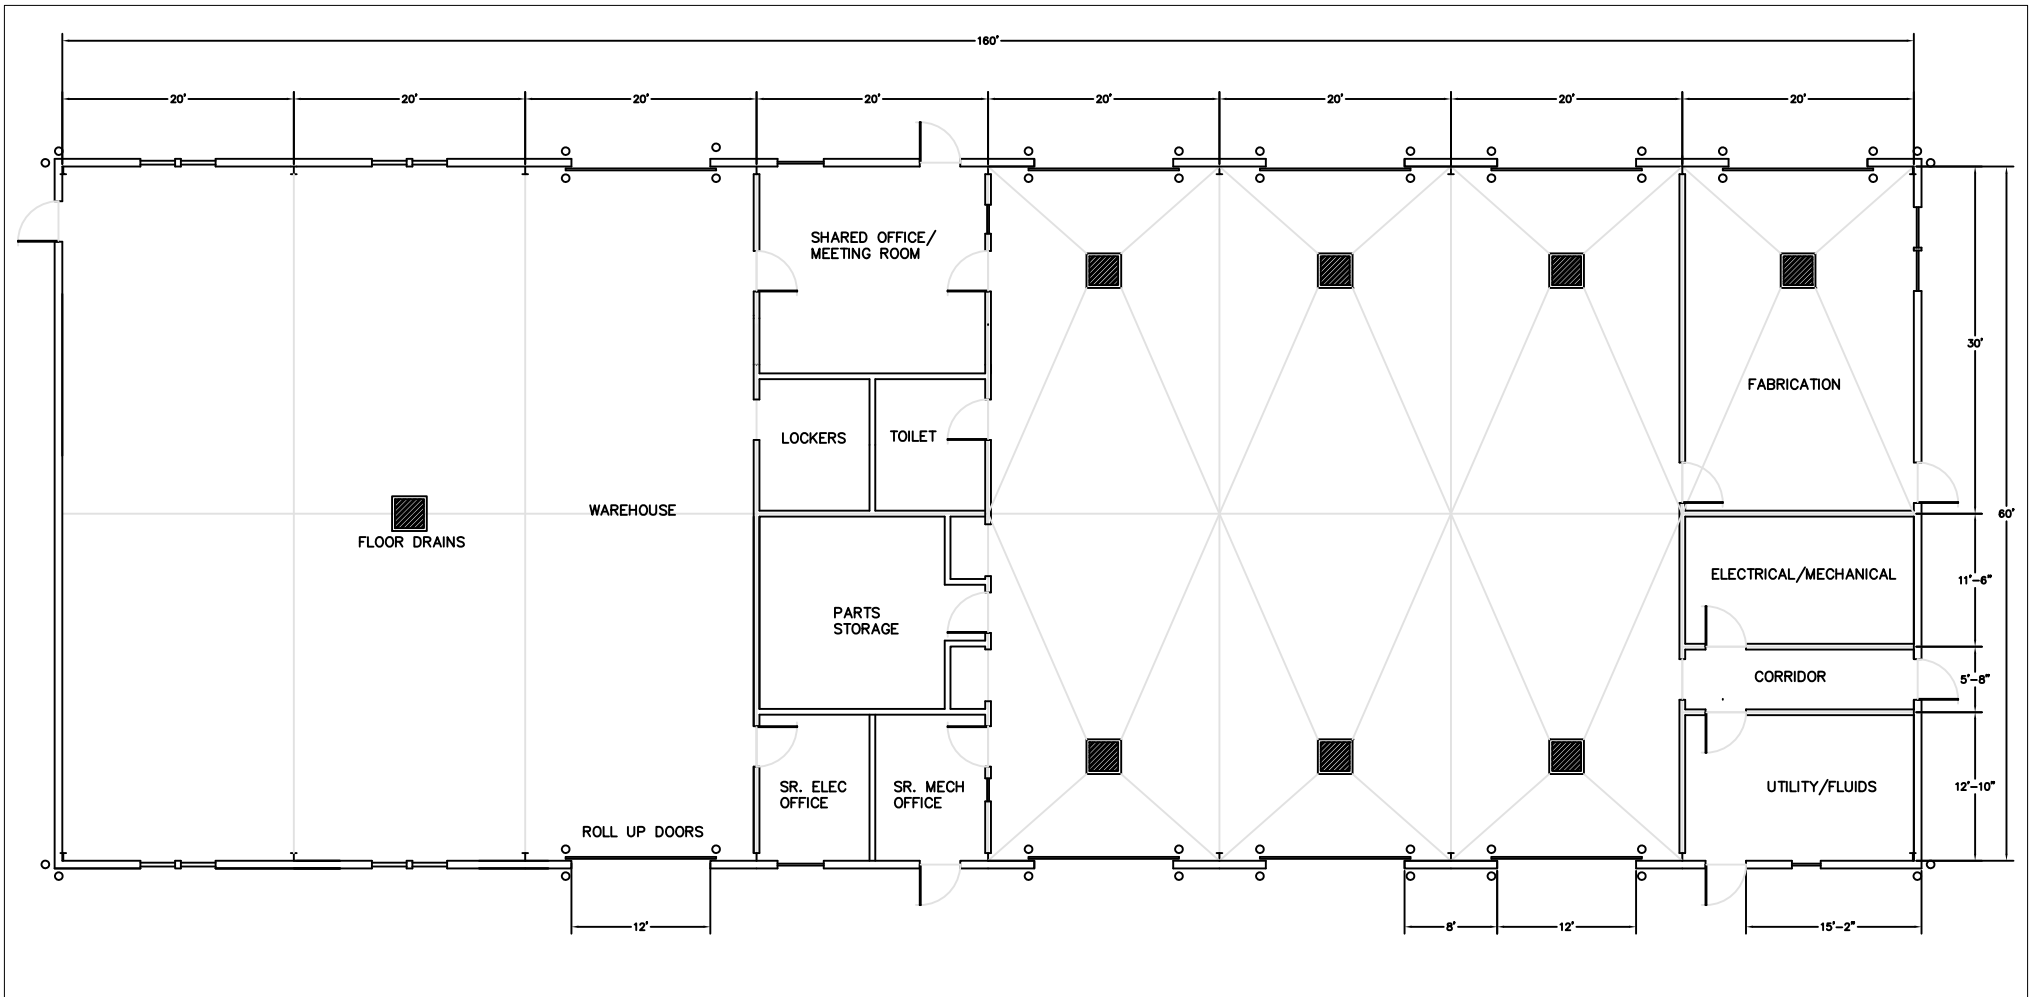 160'
20'
20'
20'
20'
20'
20'
20'
20'
SHARED OFFICE/
MEETING ROOM
30'
FABRICATION
LOCKERS
TOILET
WAREHOUSE
60'
FLOOR DRAINS
ELECTRICAL/MECHANICAL
11'-6"
PARTS
STORAGE
CORRIDOR
5'-8"
SR. ELEC
OFFICE
SR. MECH
OFFICE
UTILITY/FLUIDS
12'-10"
ROLL UP DOORS
12'
8'
12'
15'-2"